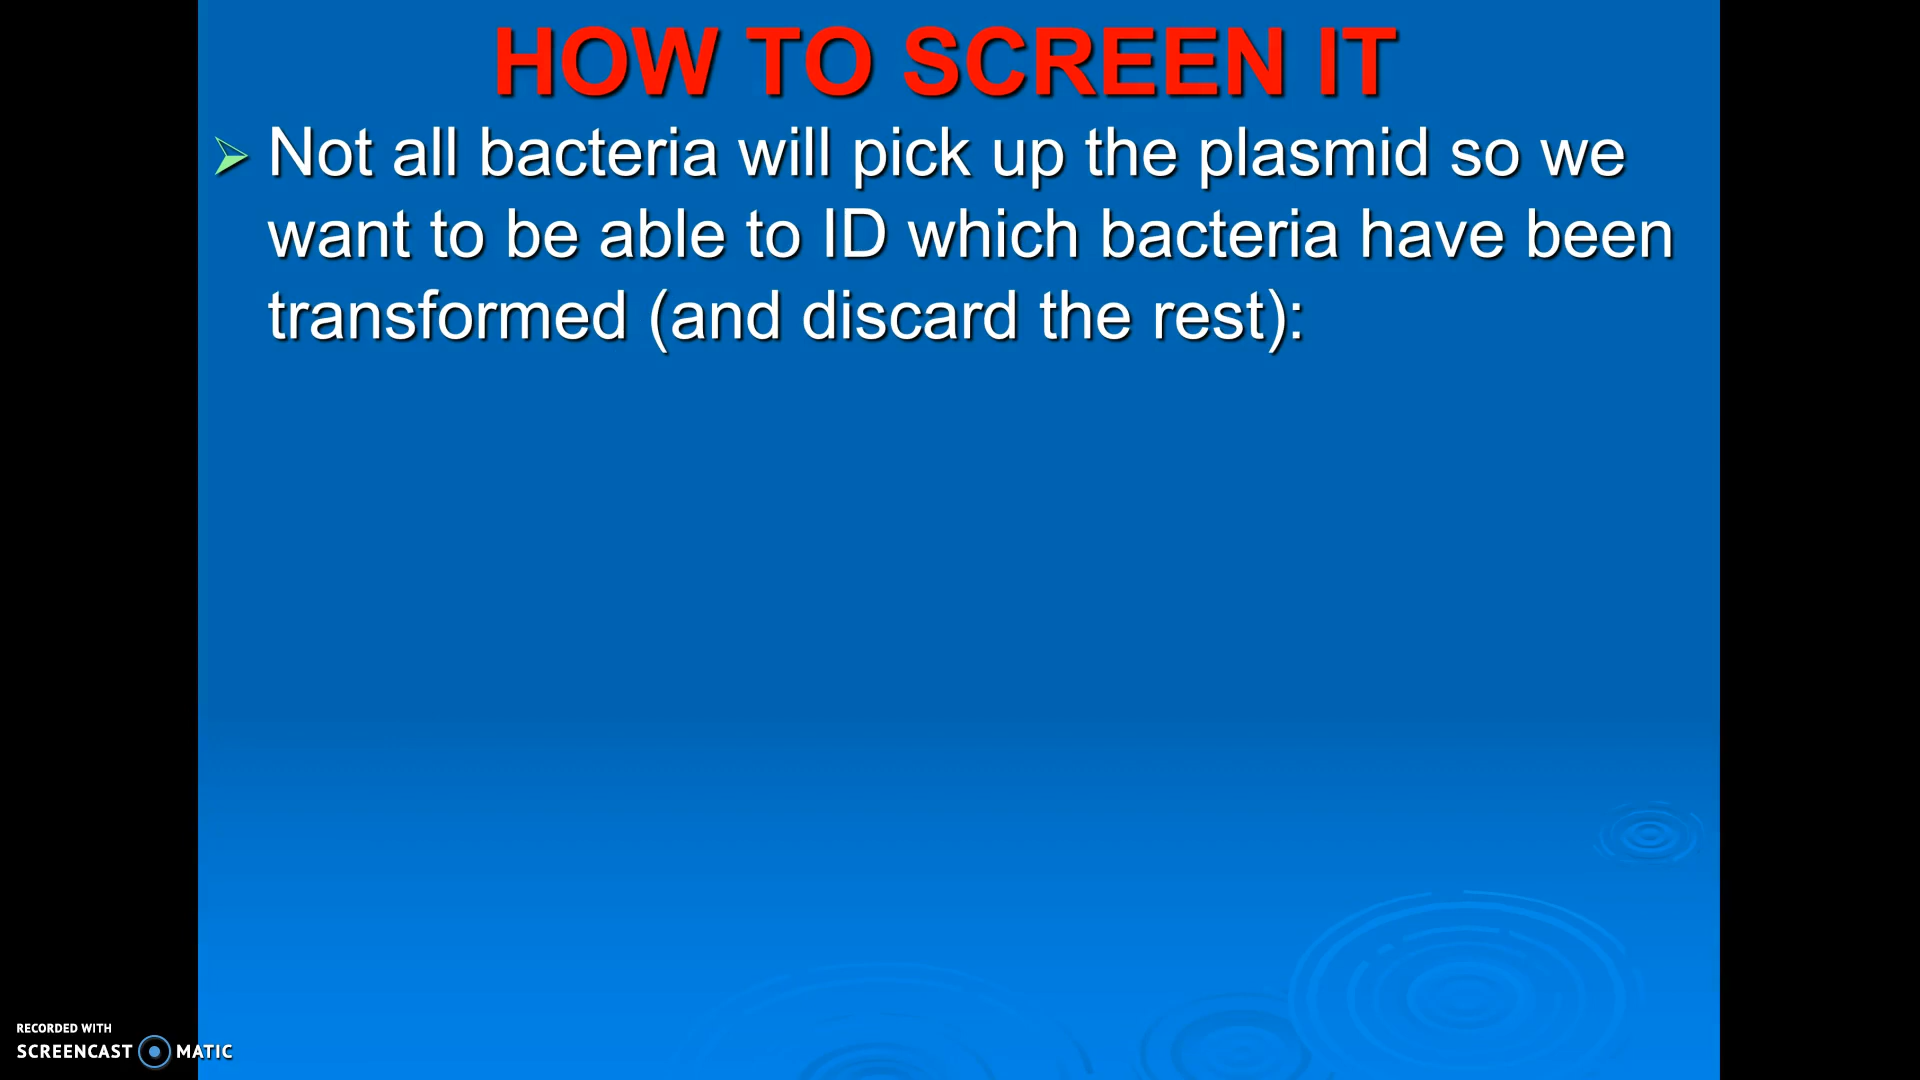 HOW TO SCREEN IT
Not all bacteria will pick up the plasmid so we
want to be able to ID which bacteria have been
transformed (and discard the rest):
RECORDED WITH
SCREENCAST MATIC